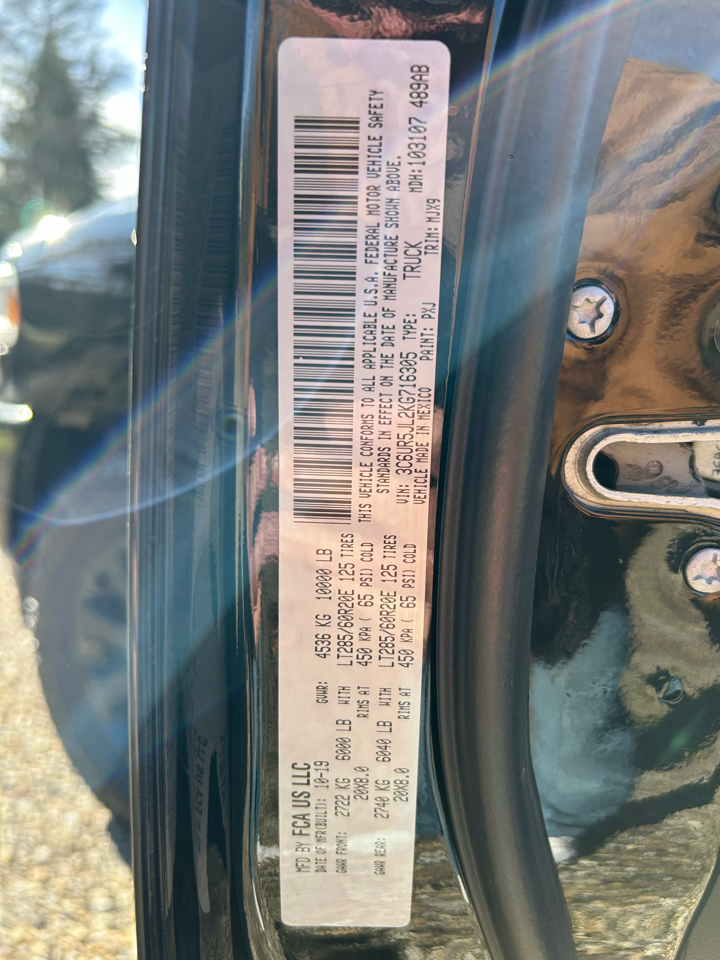 MFD BY FCA US LLC
DATE OF MFR(BUILT): 10-19 GVWR: 4536 KG 10000 LB
GAWR FRONT: 2722 KG 6000 LB WITH LT285/60R20E 125 TIRES
20X8.0 RIMS AT 450 KPA ( 65 PSI) COLD
GAWR REAR: 2740 KG 6040 LB WITH LT285/60R20E 125 TIRES
20X8.0 RIMS AT 450 KPA ( 65 PSI) COLD
THIS VEHICLE CONFORMS TO ALL APPLICABLE U.S.A. FEDERAL MOTOR VEHICLE SAFETY
STANDARDS IN EFFECT ON THE DATE OF MANUFACTURE SHOWN ABOVE.
VIN: 3C6UR5JL2KG716305 TYPE: TRUCK MDH: 103107 489AB
VEHICLE MADE IN MEXICO PAINT: PXJ TRIM: MJX9